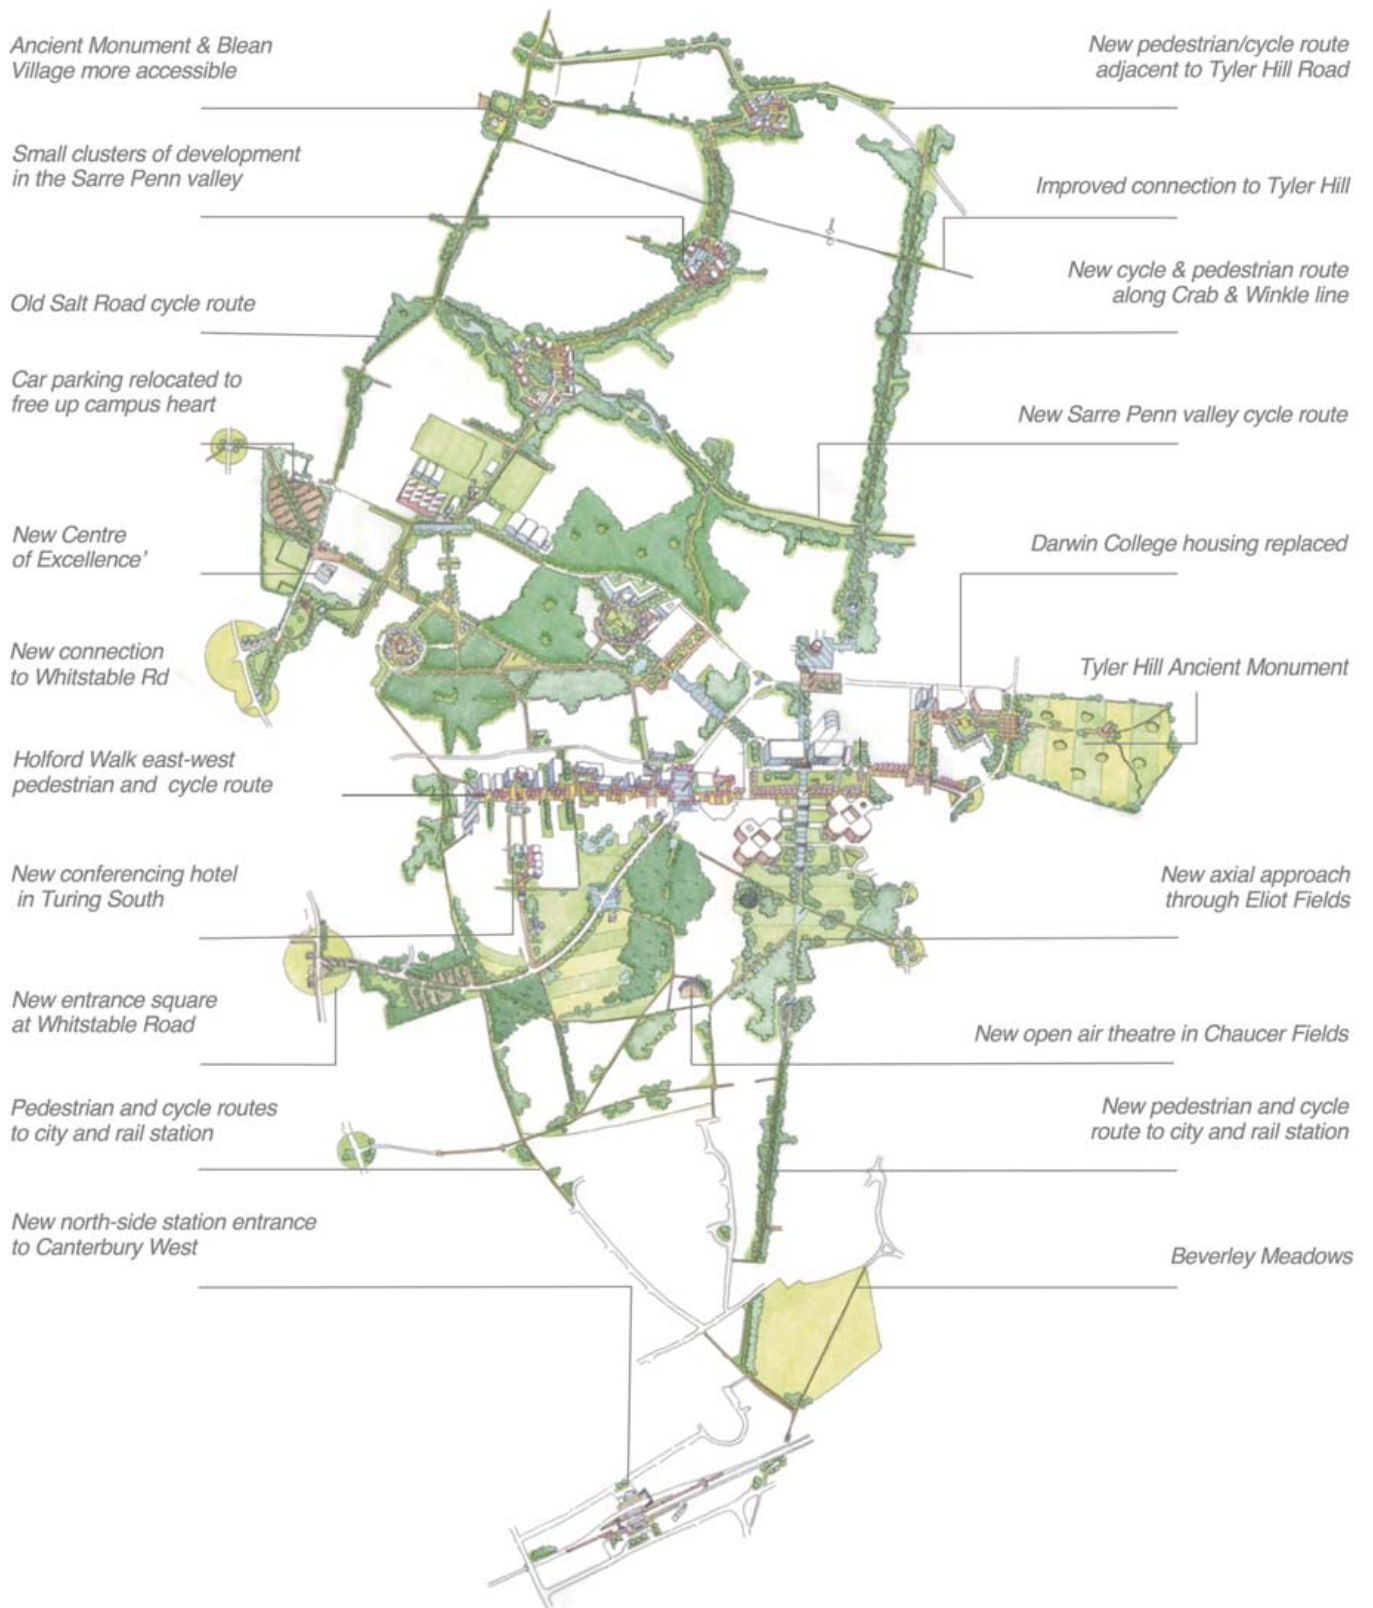 Ancient Monument & Blean
Village more accessible
Small clusters of development
in the Sarre Penn valley
Old Salt Road cycle route
Car parking relocated to
free up campus heart
New Centre
of Excellence'
New connection
to Whitstable Rd
Holford Walk east-west
pedestrian and cycle route
New conferencing hotel
in Turing South
New entrance square
at Whitstable Road
Pedestrian and cycle routes
to city and rail station
New north-side station entrance
to Canterbury West
New pedestrian/cycle route
adjacent to Tyler Hill Road
Improved connection to Tyler Hill
New cycle & pedestrian route
along Crab & Winkle line
New Sarre Penn valley cycle route
Darwin College housing replaced
Tyler Hill Ancient Monument
New axial approach
through Eliot Fields
New open air theatre in Chaucer Fields
New pedestrian and cycle
route to city and rail station
Beverley Meadows